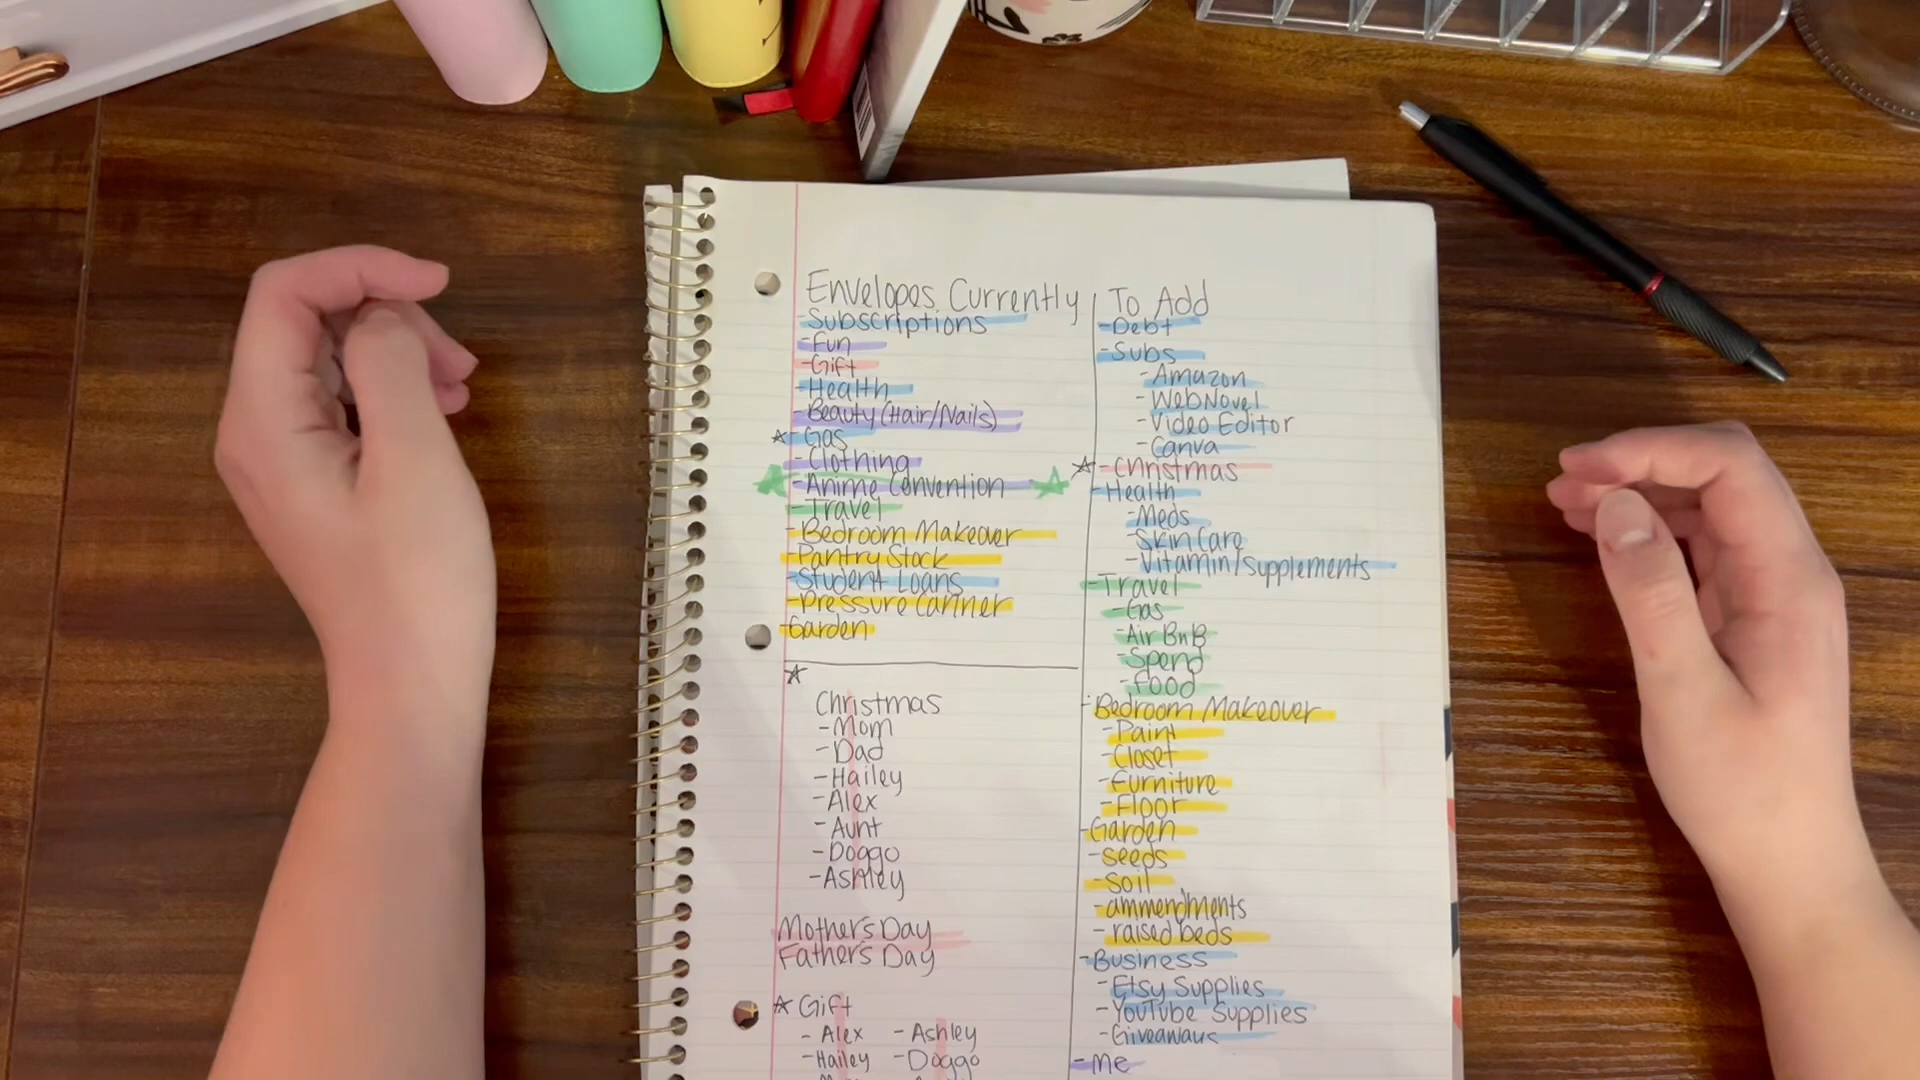 Envelopes Currently
-Subscriptions
-Fun
-Gift
-Health
-Beauty (Hair/Nails)
☆-Gas
-Clothing
-Anime Convention
-Travel
-Bedroom Makeover
-Pantry Stock
-Student Loans
-Pressure Canner
-Garden
☆
Christmas
-Mom
-Dad
-Hailey
-Alex
-Aunt
-Doggo
-Ashley
Mother's Day
Father's Day
☆ Gift
-Alex -Ashley
-Hailey -Doggo
To Add
-Debt
-Subs
-Amazon
-WebNovel
-Video Editor
-Canva
☆-Christmas
-Health
-Meds
-Skin Care
-Vitamin/Supplements
-Travel
-Gas
-Air BnB
-Spend
-Food
-Bedroom Makeover
-Paint
-Closet
-Furniture
-Floor
-Garden
-seeds
-Soil
-ammendments
-raised beds
-Business
-Etsy Supplies
-YouTube Supplies
-Giveaways
-Me